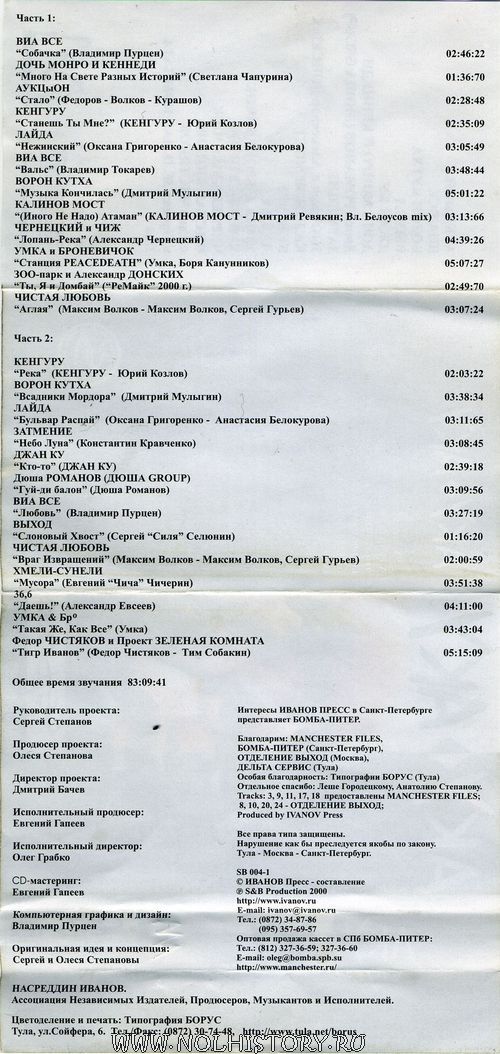 Часть 1:
ВИА ВСЕ
“Собачка” (Владимир Пурцен) 02:46:22
ДОЧЬ МОНРО И КЕННЕДИ
“Много На Свете Разных Историй” (Светлана Чапурина) 01:36:70
АУКЦыОН
“Стало” (Федоров - Волков - Курашов) 02:28:48
КЕНГУРУ
“Станешь Ты Мне?” (КЕНГУРУ - Юрий Козлов) 02:35:09
ЛАЙДА
“Нежинский” (Оксана Григоренко - Анастасия Белокурова) 03:05:49
ВИА ВСЕ
“Вальс” (Владимир Токарев) 03:48:44
ВОРОН КУТХА
“Музыка Кончилась” (Дмитрий Мулыгин) 05:01:22
КАЛИНОВ МОСТ
“(Иного Не Надо) Атаман” (КАЛИНОВ МОСТ - Дмитрий Ревякин; Вл. Белоусов mix) 03:13:66
ЧЕРНЕЦКИЙ и ЧИЖ
“Лопань-Река” (Александр Чернецкий) 04:39:26
УМКА и БРОНЕВИЧОК
“Станция PEACEDEATH” (Умка, Боря Канунников) 05:07:27
ЗОО-парк и Александр ДОНСКИХ
“Ты, Я и Домбай” (“РеМайк” 2000 г.) 02:49:70
ЧИСТАЯ ЛЮБОВЬ
“Аглая” (Максим Волков - Максим Волков, Сергей Гурьев) 03:07:24
Часть 2:
КЕНГУРУ
“Река” (КЕНГУРУ - Юрий Козлов) 02:03:22
ВОРОН КУТХА
“Всадники Мордора” (Дмитрий Мулыгин) 03:38:34
ЛАЙДА
“Бульвар Распай” (Оксана Григоренко - Анастасия Белокурова) 03:11:65
ЗАТМЕНИЕ
“Небо Луна” (Константин Кравченко) 03:08:45
ДЖАН КУ
“Кто-то” (ДЖАН КУ) 02:39:18
Дюша РОМАНОВ (ДЮША GROUP)
“Гуй-ди балон” (Дюша Романов) 03:09:56
ВИА ВСЕ
“Любовь” (Владимир Пурцен) 03:27:19
ВЫХОД
“Слоновый Хвост” (Сергей “Силя” Селюнин) 01:16:20
ЧИСТАЯ ЛЮБОВЬ
“Враг Извращений” (Максим Волков - Максим Волков, Сергей Гурьев) 02:00:59
ХМЕЛИ-СУНЕЛИ
“Мусора” (Евгений “Чича” Чичерин) 03:51:38
36,6
“Даешь!” (Александр Евсеев) 04:11:00
УМКА & Брº
“Такая Же, Как Все” (Умка) 03:43:04
Федор ЧИСТЯКОВ и Проект ЗЕЛЕНАЯ КОМНАТА
“Тигр Иванов” (Федор Чистяков - Тим Собакин) 05:15:09
Общее время звучания 83:09:41
Руководитель проекта:
Сергей Степанов
Продюсер проекта:
Олеся Степанова
Директор проекта:
Дмитрий Бачев
Исполнительный продюсер:
Евгений Гапеев
Исполнительный директор:
Олег Грабко
CD-мастеринг:
Евгений Гапеев
Компьютерная графика и дизайн:
Владимир Пурцен
Оригинальная идея и концепция:
Сергей и Олеся Степановы
Интересы ИВАНОВ ПРЕСС в Санкт-Петербурге
представляет БОМБА-ПИТЕР.
Благодарим: MANCHESTER FILES,
БОМБА-ПИТЕР (Санкт-Петербург),
ОТДЕЛЕНИЕ ВЫХОД (Москва),
ДЕЛЬТА СЕРВИС (Тула)
Особая благодарность: Типографии БОРУС (Тула)
Отдельное спасибо: Леше Городецкому, Анатолию Степанову.
Tracks: 3, 9, 11, 17, 18 предоставлены MANCHESTER FILES;
8, 10, 20, 24 - ОТДЕЛЕНИЕ ВЫХОД;
Produced by IVANOV Press
Все права типа защищены.
Нарушение как бы преследуется якобы по закону.
Тула - Москва - Санкт-Петербург.
SB 004-1
© ИВАНОВ Пресс - составление
℗ S&B Production 2000
http://www.ivanov.ru
E-mail: ivanov@ivanov.ru
Тел.: (0872) 34-87-86
(095) 357-69-57
Оптовая продажа кассет в СПб БОМБА-ПИТЕР:
Тел.: (812) 327-36-59; 327-36-60
E-mail: oleg@bomba.spb.su
http://www.manchester.ru/
НАСРЕДДИН ИВАНОВ.
Ассоциация Независимых Издателей, Продюсеров, Музыкантов и Исполнителей.
Цветоделение и печать: Типография БОРУС
Тула, ул.Сойфера, 6. Тел./Факс: (0872) 30-74-48, http://www.tula.net/borus
WWW.NOLHISTORY.RU